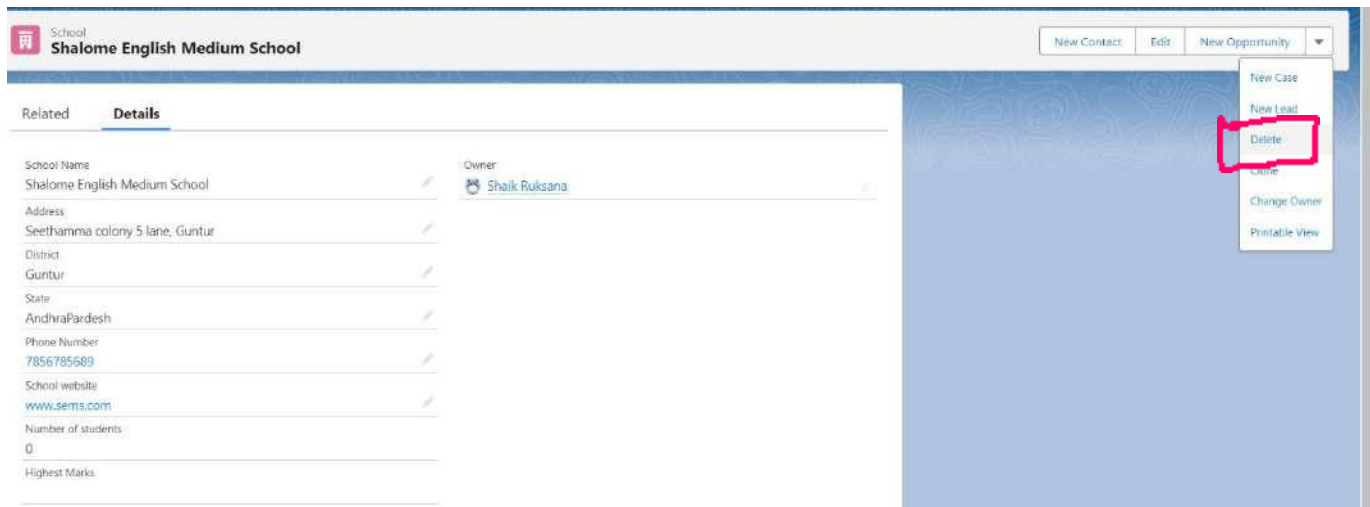 School
Shalome English Medium School
New Contact Edit New Opportunity
New Case
New Lead
Delete
Clone
Change Owner
Printable View
Related Details
School Name
Shalome English Medium School
Address
Seethamma colony 5 lane, Guntur
District
Guntur
State
AndhraPardesh
Phone Number
7856785689
School website
www.sems.com
Number of students
0
Highest Marks
Owner
Shaik Ruksana